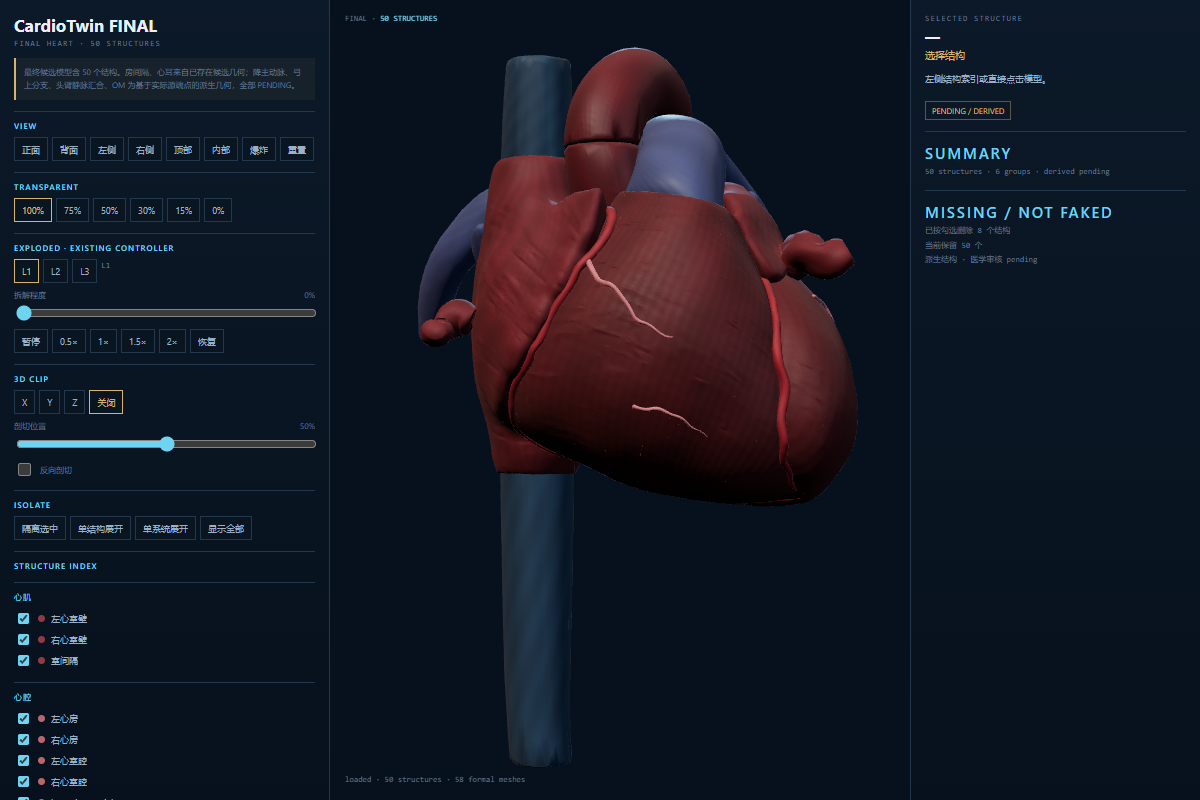 CardioTwin FINAL
FINAL HEART · 50 STRUCTURES
最终候选模型含 50 个结构。房间隔、心耳来自已存在候选几何；降主动脉、弓
上分支、头臂静脉汇合、OM 为基于实际源端点的派生几何，全部 PENDING。
VIEW
正面 背面 左侧 右侧 顶部 内部 爆炸 重置
TRANSPARENT
100% 75% 50% 30% 15% 0%
EXPLODED · EXISTING CONTROLLER
L1 L2 L3 L1
拆解程度 0%
暂停 0.5× 1× 1.5× 2× 恢复
3D CLIP
X Y Z 关闭
剖切位置 50%
反向剖切
ISOLATE
隔离选中 单结构展开 单系统展开 显示全部
STRUCTURE INDEX
心肌
左心室壁
右心室壁
室间隔
心腔
左心房
右心房
左心室腔
右心室腔
FINAL · 50 STRUCTURES
loaded · 50 structures · 58 formal meshes
SELECTED STRUCTURE
—
选择结构
左侧结构索引或直接点击模型。
PENDING / DERIVED
SUMMARY
50 structures · 6 groups · derived pending
MISSING / NOT FAKED
已按勾选删除 8 个结构
当前保留 50 个
派生结构 · 医学审核 pending